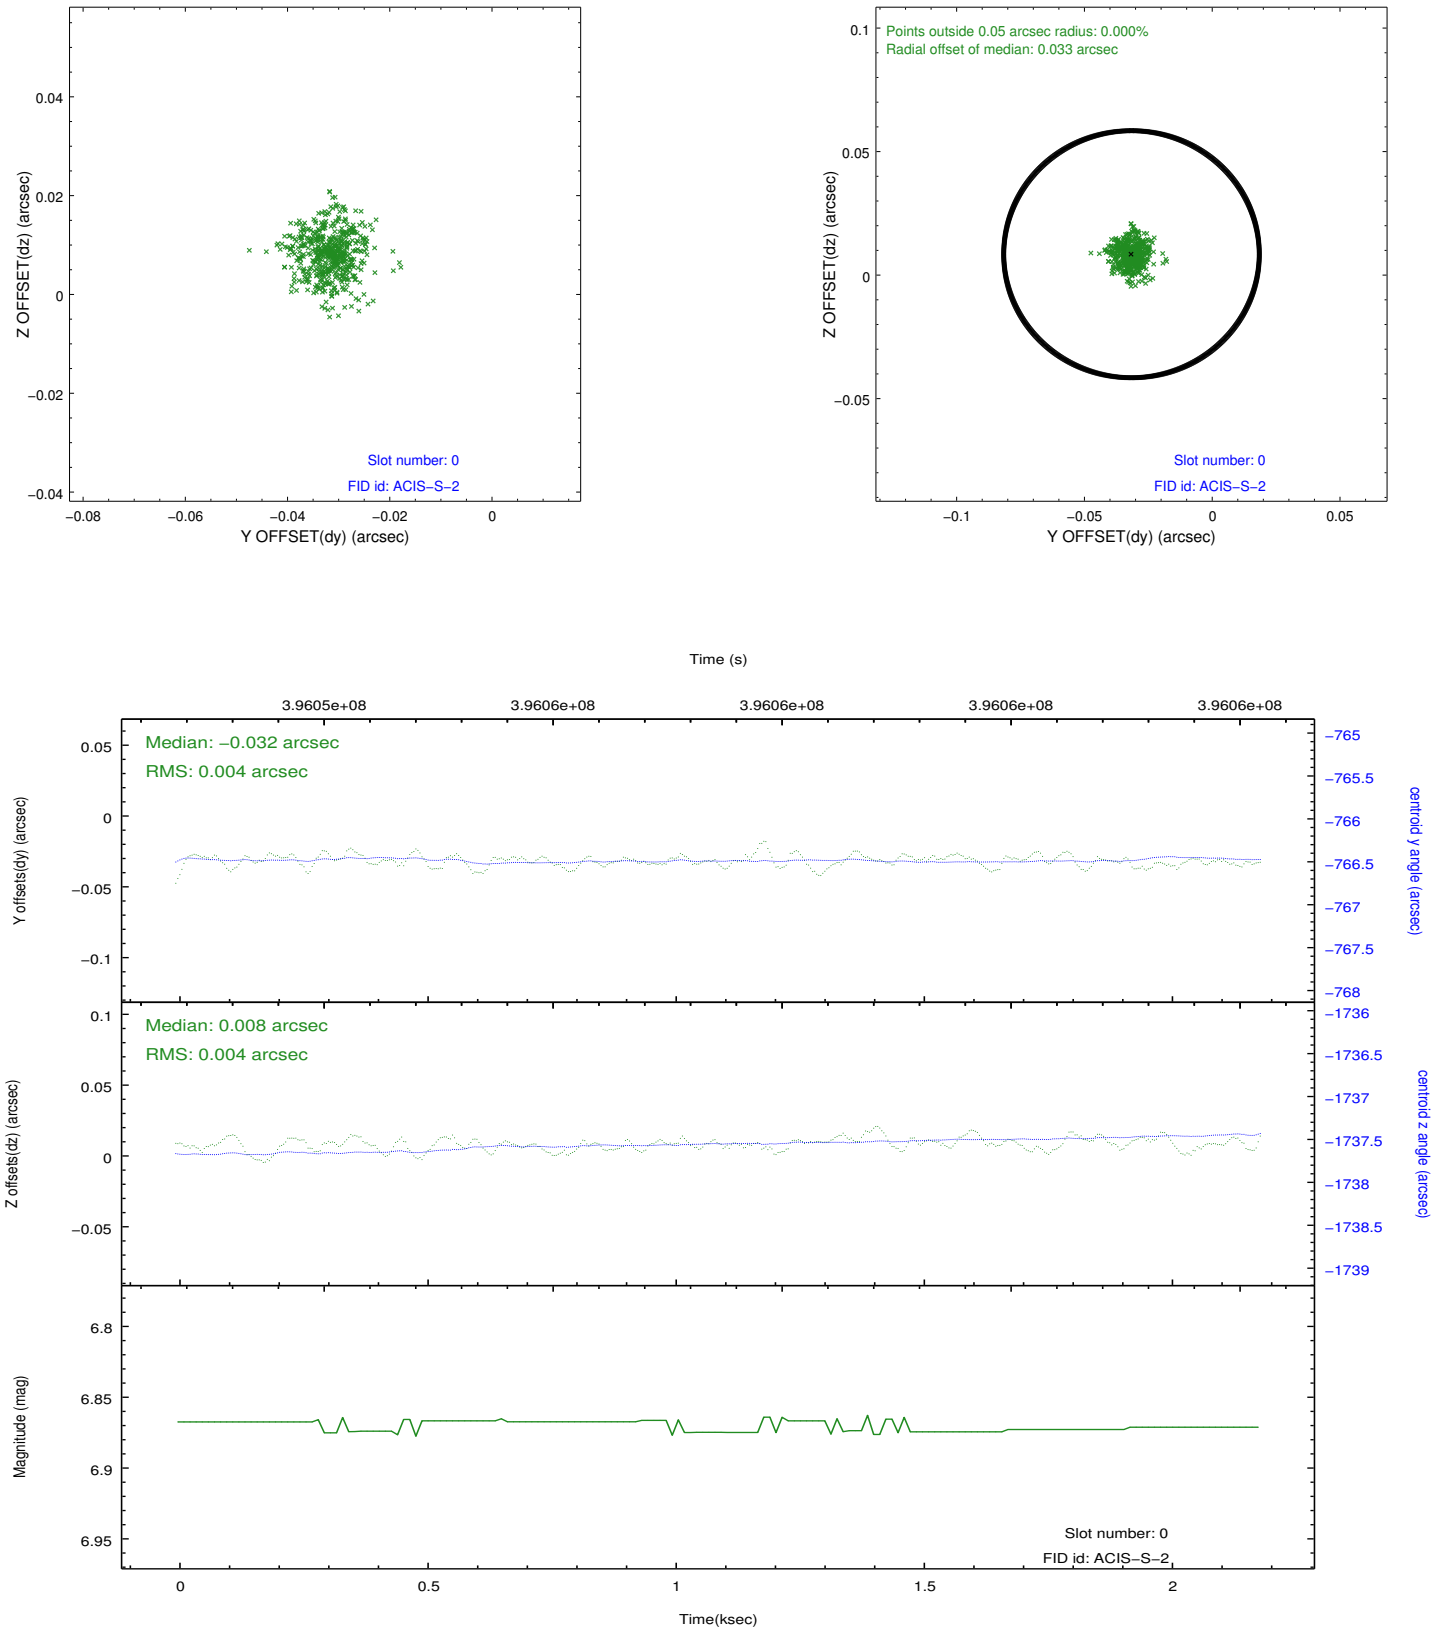 0.04
0.02
0
−0.02
−0.04
Z OFFSET(dz) (arcsec)
Slot number: 0
FID id: ACIS−S−2
−0.08
−0.06
−0.04
−0.02
0
Y OFFSET(dy) (arcsec)
Points outside 0.05 arcsec radius: 0.000%
Radial offset of median: 0.033 arcsec
0.1
0.05
0
−0.05
Z OFFSET(dz) (arcsec)
Slot number: 0
FID id: ACIS−S−2
−0.1
−0.05
0
0.05
Y OFFSET(dy) (arcsec)
Time (s)
3.9605e+08
3.9606e+08
3.9606e+08
3.9606e+08
3.9606e+08
Median: −0.032 arcsec
RMS: 0.004 arcsec
0.05
0
−0.05
−0.1
Y offsets(dy) (arcsec)
−765
−765.5
−766
−766.5
−767
−767.5
−768
centroid y angle (arcsec)
Median: 0.008 arcsec
RMS: 0.004 arcsec
0.1
0.05
0
−0.05
Z offsets(dz) (arcsec)
−1736
−1736.5
−1737
−1737.5
−1738
−1738.5
−1739
centroid z angle (arcsec)
6.8
6.85
6.9
6.95
Magnitude (mag)
Slot number: 0
FID id: ACIS−S−2
0
0.5
1
1.5
2
Time(ksec)